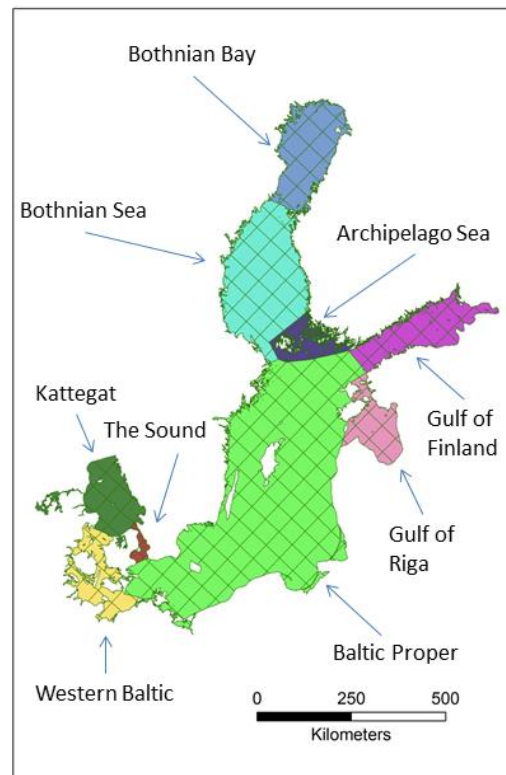 Bothnian Bay
Bothnian Sea
Archipelago Sea
Kattegat
The Sound
Gulf of
Finland
Gulf of
Riga
Baltic Proper
Western Baltic
0 250 500
Kilometers